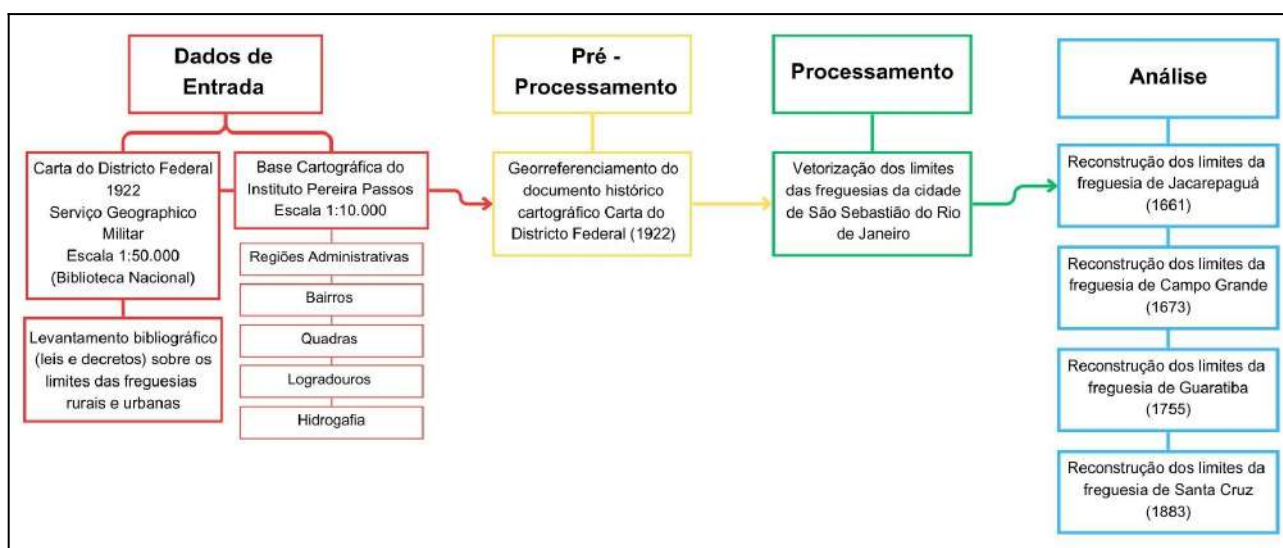 Dados de
Entrada
Carta do Districto Federal
1922
Serviço Geographico
Militar
Escala 1:50.000
(Biblioteca Nacional)
Levantamento bibliográfico
(leis e decretos) sobre os
limites das freguesias
rurais e urbanas
Base Cartográfica do
Instituto Pereira Passos
Escala 1:10.000
Regiões Administrativas
Bairros
Quadras
Logradouros
Hidrogafia
Pré -
Processamento
Georreferenciamento do
documento histórico
cartográfico Carta do
Districto Federal (1922)
Processamento
Vetorização dos limites
das freguesias da cidade
de São Sebastião do Rio
de Janeiro
Análise
Reconstrução dos limites da
freguesia de Jacarepaguá
(1661)
Reconstrução dos limites da
freguesia de Campo Grande
(1673)
Reconstrução dos limites da
freguesia de Guaratiba
(1755)
Reconstrução dos limites da
freguesia de Santa Cruz
(1883)